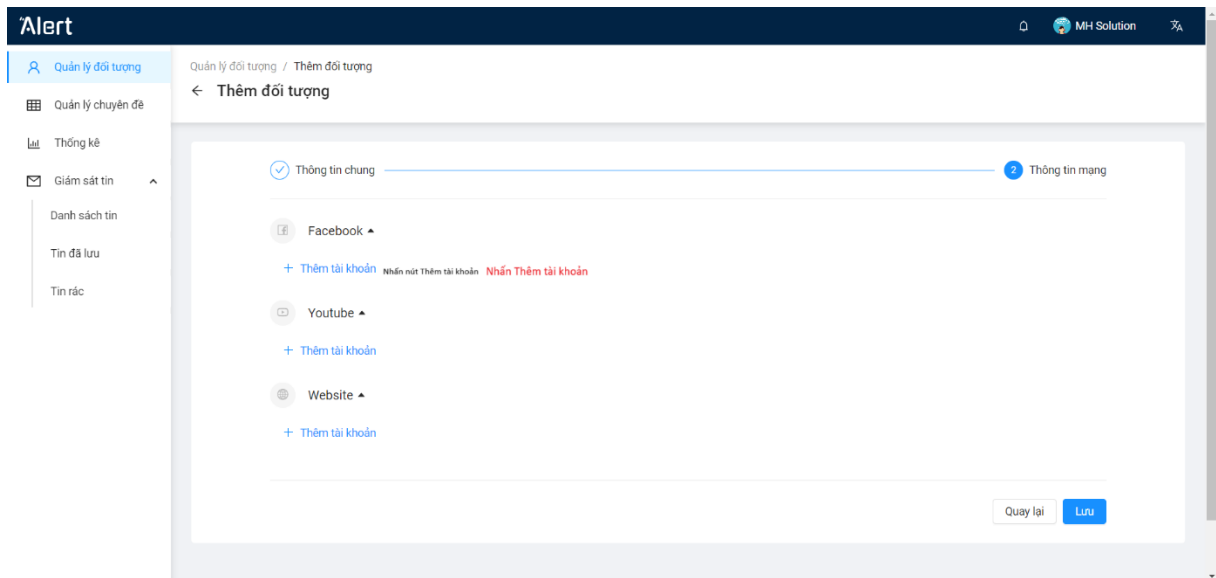 Alert
MH Solution
Quản lý đối tượng
Quản lý chuyên đề
Thống kê
Giám sát tin
Danh sách tin
Tin đã lưu
Tin rác
Quản lý đối tượng / Thêm đối tượng
← Thêm đối tượng
Thông tin chung 2 Thông tin mạng
Facebook
+ Thêm tài khoản Nhấn nút Thêm tài khoản Nhấn Thêm tài khoản
Youtube
+ Thêm tài khoản
Website
+ Thêm tài khoản
Quay lại Lưu